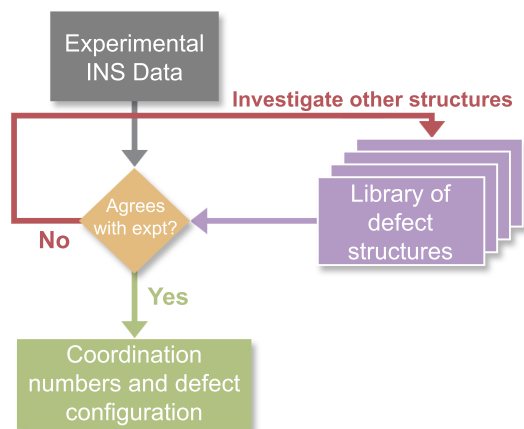 Experimental
INS Data
Investigate other structures
Library of
defect
structures
Agrees
with expt?
No
Yes
Coordination
numbers and defect
configuration